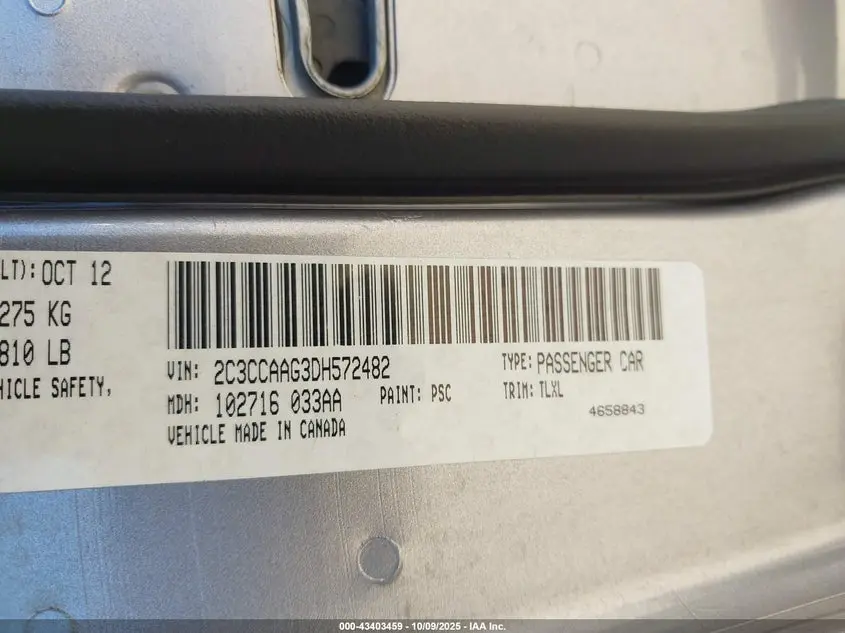 LT): OCT 12
275 KG
810 LB
HICLE SAFETY,
VIN: 2C3CCAAG3DH572482
TYPE: PASSENGER CAR
MDH: 102716 033AA
PAINT: PSC
TRIM: TLXL
4658843
VEHICLE MADE IN CANADA
000-43403459 - 10/09/2025 - IAA Inc.